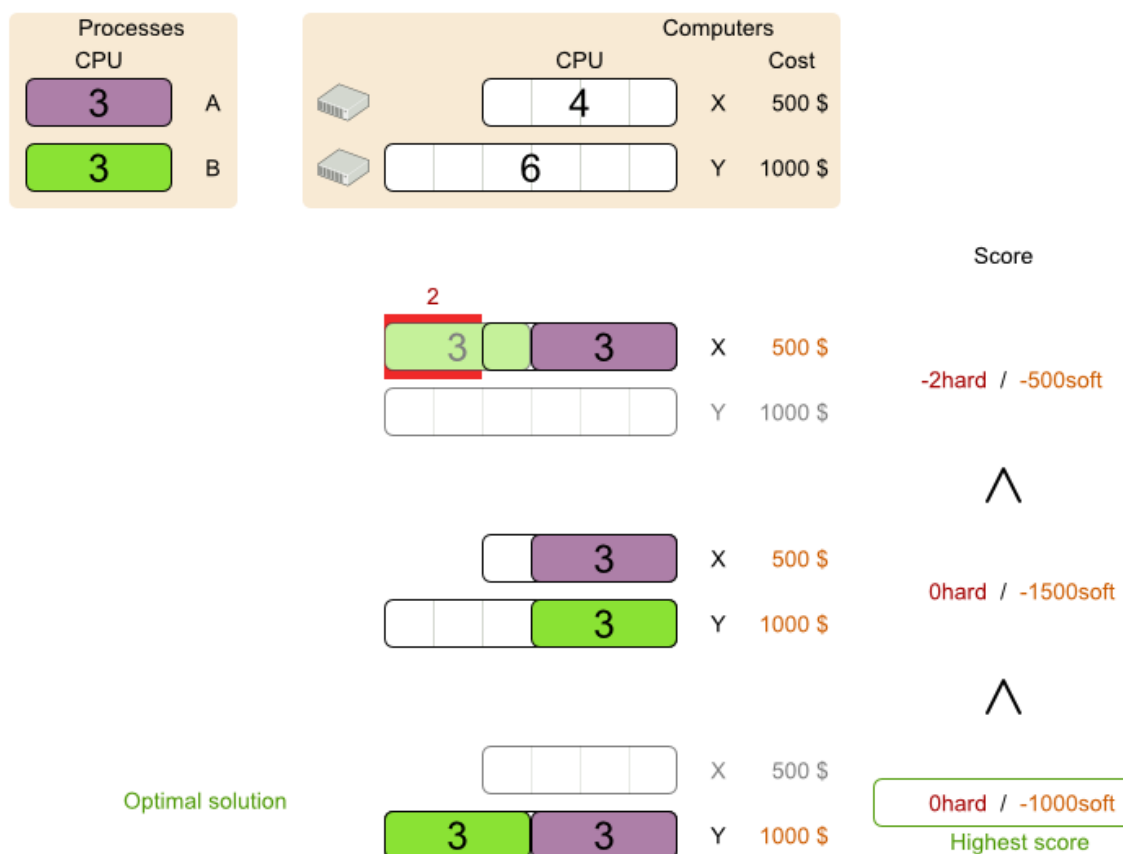 Processes
Computers
CPU
CPU Cost
3 A
4 X 500 $
3 B
6 Y 1000 $
Score
2
3 3 X 500 $
-2hard / -500soft
Y 1000 $
3 X 500 $
0hard / -1500soft
3 Y 1000 $
X 500 $
Optimal solution
0hard / -1000soft
3 3 Y 1000 $
Highest score